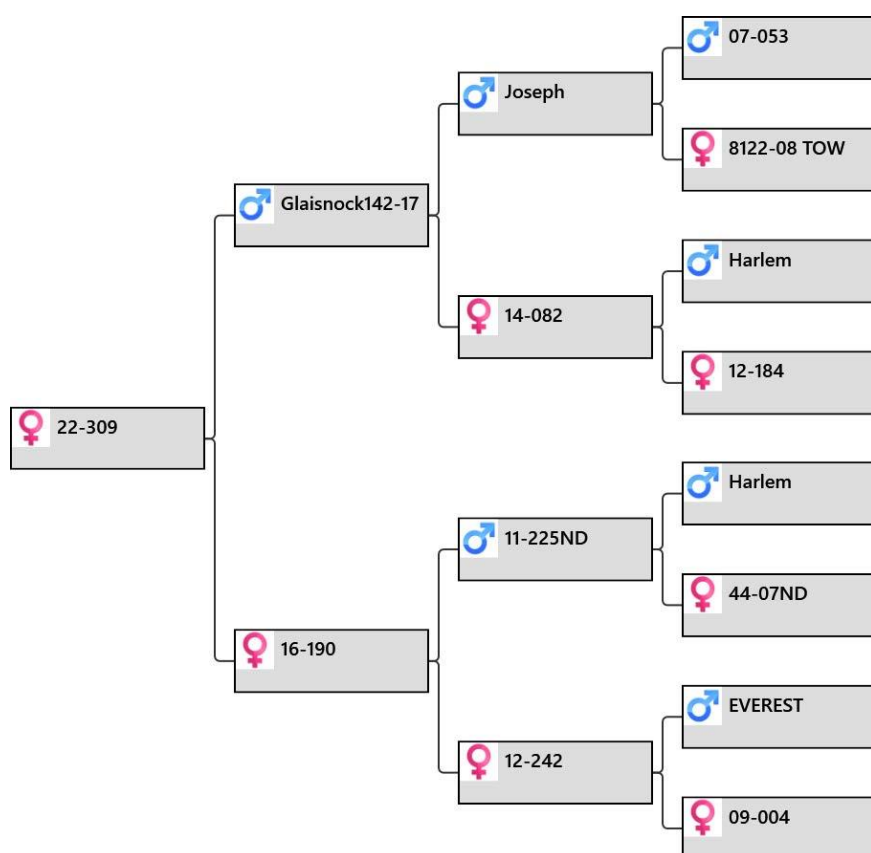 07-053
Joseph
8122-08 TOW
Glaisnock142-17
Harlem
14-082
12-184
22-309
Harlem
11-225ND
44-07ND
16-190
EVEREST
12-242
09-004